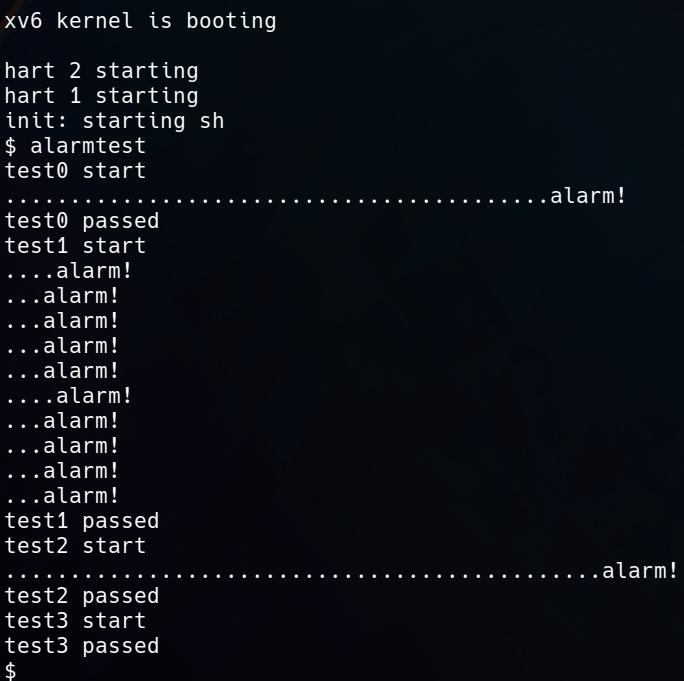 xv6 kernel is booting
hart 2 starting
hart 1 starting
init: starting sh
$ alarmtest
test0 start
..........................................alarm!
test0 passed
test1 start
....alarm!
...alarm!
...alarm!
...alarm!
...alarm!
....alarm!
...alarm!
...alarm!
...alarm!
...alarm!
test1 passed
test2 start
..............................................alarm!
test2 passed
test3 start
test3 passed
$